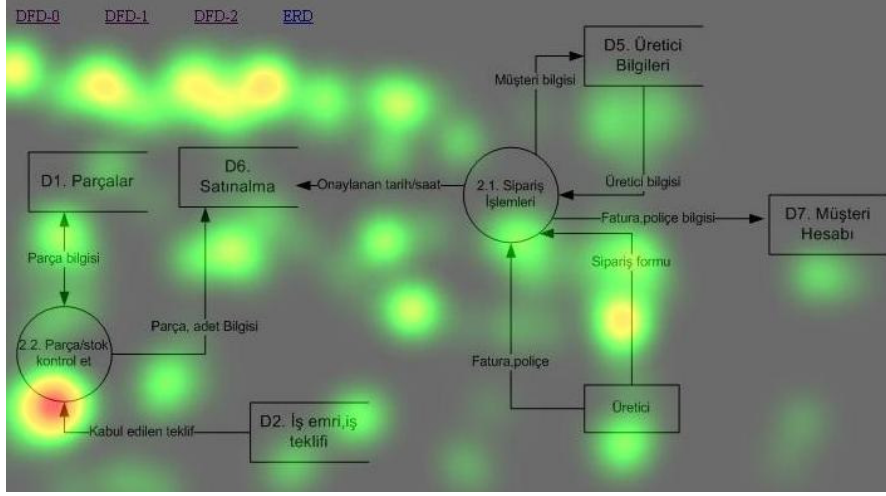 DFD-0 DFD-1 DFD-2 ERD
D5. Üretici
Bilgileri
Müşteri bilgisi
D1. Parçalar
D6.
Satınalma
Onaylanan tarih/saat
2.1. Sipariş
İşlemleri
Üretici bilgisi
Fatura,poliçe bilgisi
D7. Müşteri
Hesabı
Parça bilgisi
Sipariş formu
Parça, adet Bilgisi
2.2. Parça/stok
kontrol et
Fatura,poliçe
Üretici
D2. İş emri,iş
teklifi
Kabul edilen teklif